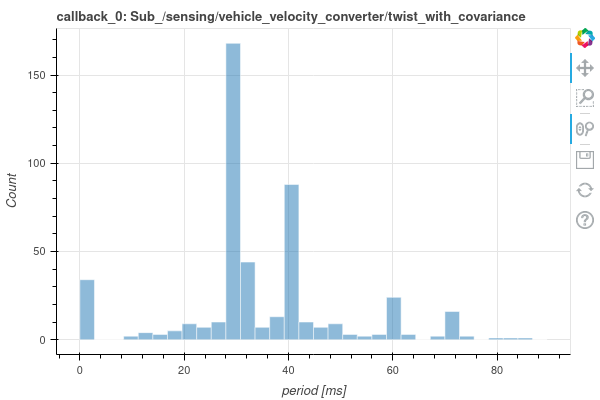 callback_0: Sub_/sensing/vehicle_velocity_converter/twist_with_covariance
150
100
50
0
Count
0 20 40 60 80
period [ms]